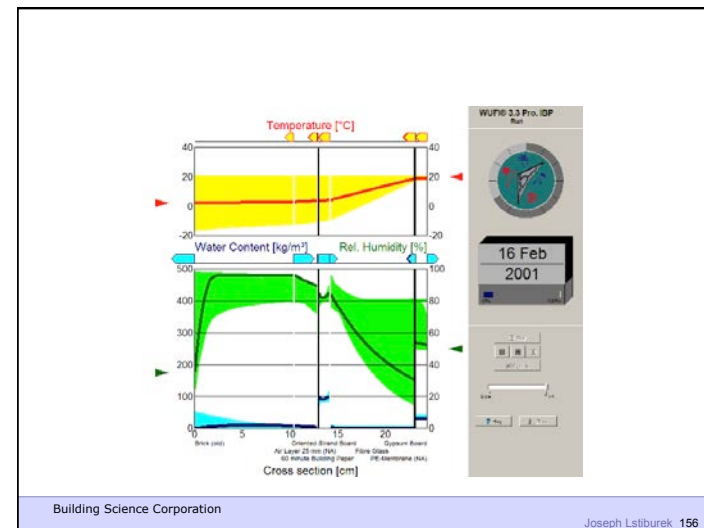 WUFI® 3.3 Pro. IBP
Run
Temperature [°C]
40 40
20 20
0 0
-20 -20
Water Content [kg/m³] Rel. Humidity [%]
500 100
400 80
300 60
200 40
100 20
0 5 10 15 20 0
Brick (old) Oriented Strand Board Gypsum Board
Air Layer 25 mm (NA) Fibre Glass
60 minute Building Paper PE-Membrane (NA)
Cross section [cm]
16 Feb
2001
Building Science Corporation
Joseph Lstiburek 156